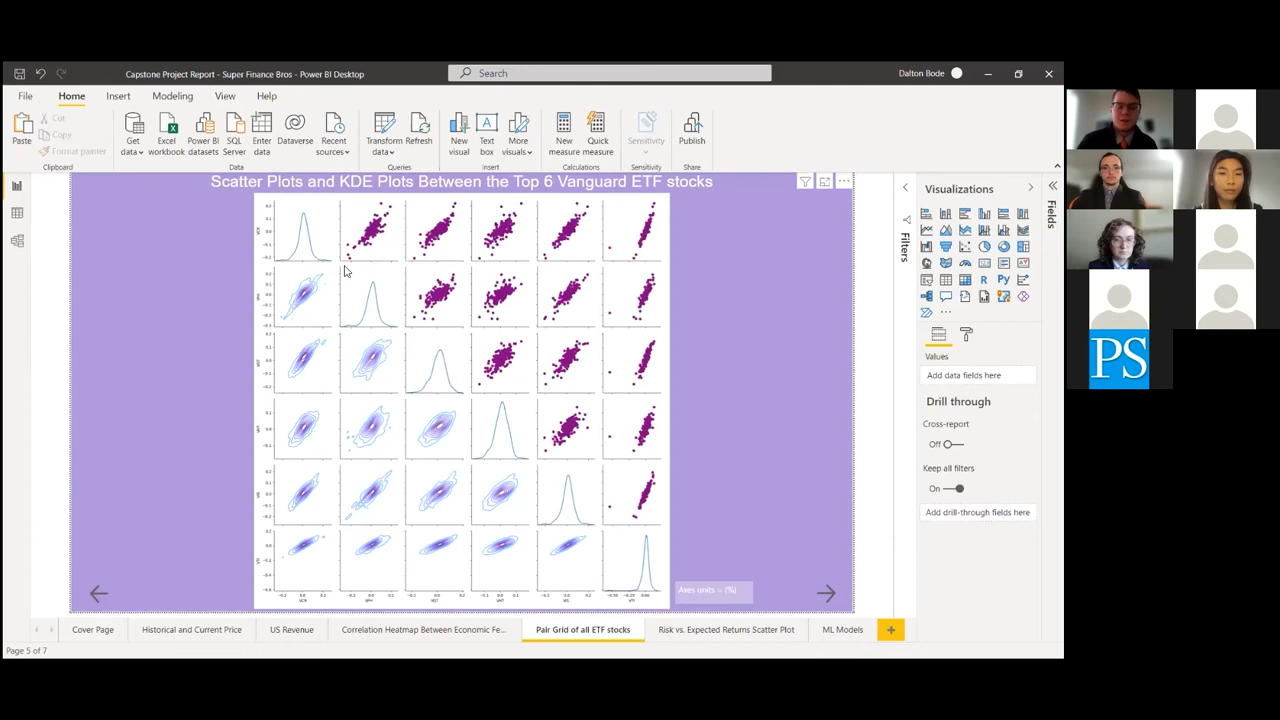 Capstone Project Report - Super Finance Bros - Power BI Desktop
Search
Dalton Bode
File Home Insert Modeling View Help
Paste
Cut
Copy
Format painter
Clipboard
Get data
Excel workbook
Power BI datasets
SQL Server
Enter data
Dataverse
Recent sources
Data
Transform data
Refresh
Queries
New visual
Text box
More visuals
Insert
New measure
Quick measure
Calculations
Sensitivity
Sensitivity
Publish
Share
Scatter Plots and KDE Plots Between the Top 6 Vanguard ETF stocks
Axes units = (%)
Filters
Visualizations
R Py
Values
Add data fields here
Drill through
Cross-report
Off
Keep all filters
On
Add drill-through fields here
Fields
PS
Cover Page
Historical and Current Price
US Revenue
Correlation Heatmap Between Economic Fe...
Pair Grid of all ETF stocks
Risk vs. Expected Returns Scatter Plot
ML Models
Page 5 of 7